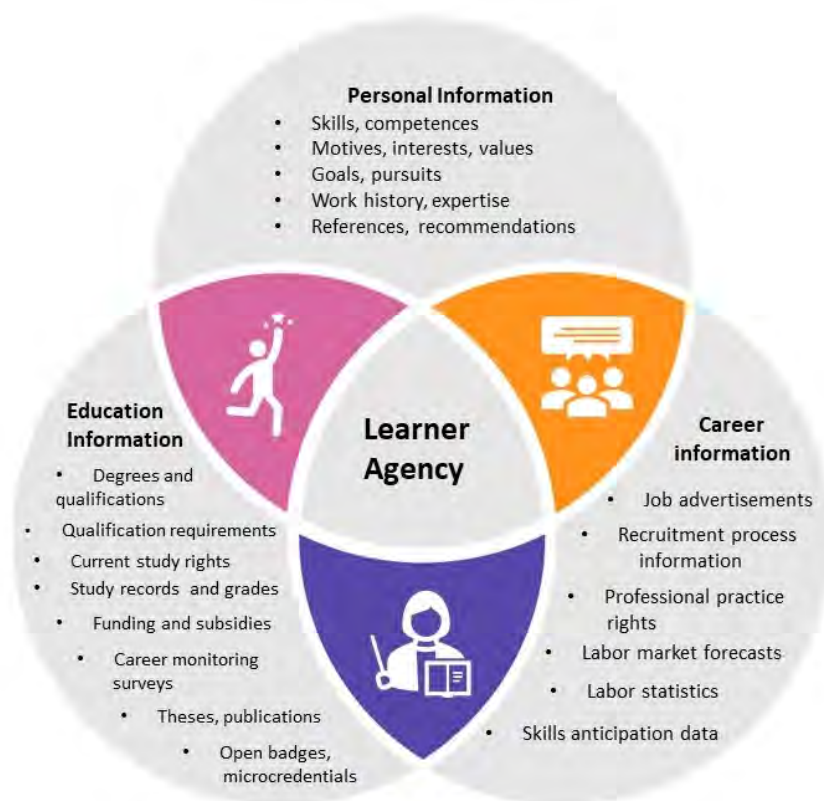 Personal Information
• Skills, competences
• Motives, interests, values
• Goals, pursuits
• Work history, expertise
• References, recommendations
Education
Information
• Degrees and
qualifications
• Qualification requirements
• Current study rights
• Study records and grades
• Funding and subsidies
• Career monitoring
surveys
• Theses, publications
• Open badges,
microcredentials
Learner
Agency
Career
information
• Job advertisements
• Recruitment process
information
• Professional practice
rights
• Labor market forecasts
• Labor statistics
• Skills anticipation data